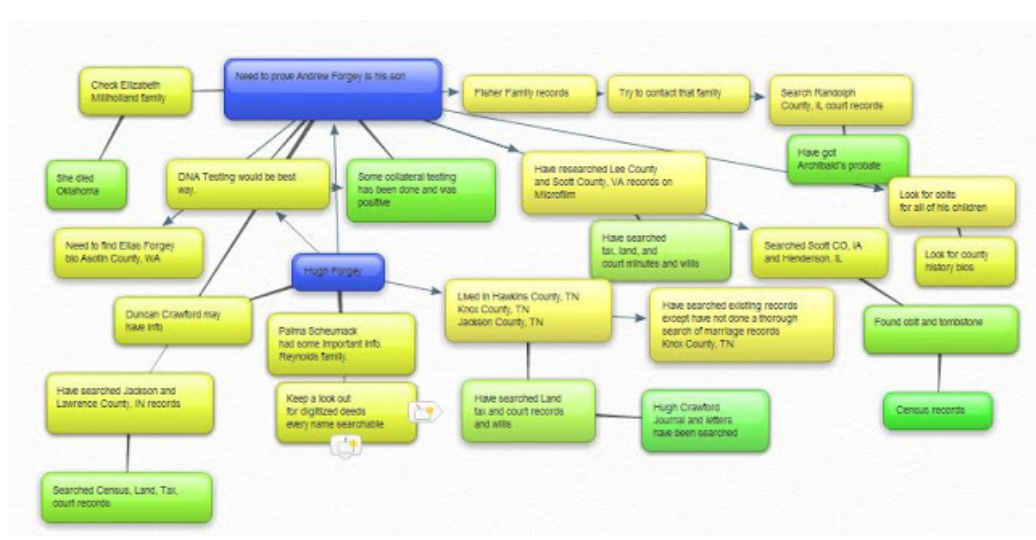 Need to prove Andrew Forgey is his son
Check Elizabeth
Millholland family
Fisher Family records
Try to contact that family
Search Randolph
County, IL court records
Have got
Archibald's probate
She died
Oklahoma
DNA Testing would be best
way.
Some collateral testing
has been done and was
positive
Have researched Lee County
and Scott County, VA records on
Microfilm
Look for obits
for all of his children
Need to find Elias Forgey
bio Asotin County, WA
Have searched
tax, land, and
court minutes and wills
Searched Scott CO, IA
and Henderson, IL
Look for county
history bios
Hugh Forgey
Duncan Crawford may
have info
Palma Scheumack
had some important info.
Reynolds family.
Lived in Hawkins County, TN
Knox County, TN
Jackson County, TN
Have searched existing records
except have not done a thorough
search of marriage records
Knox County, TN
Found obit and tombstone
Have searched Jackson and
Lawrence County, IN records
Keep a look out
for digitized deeds
every name searchable
Have searched Land
tax and court records
and wills
Hugh Crawford
Journal and letters
have been searched
Census records
Searched Census, Land, Tax,
court records